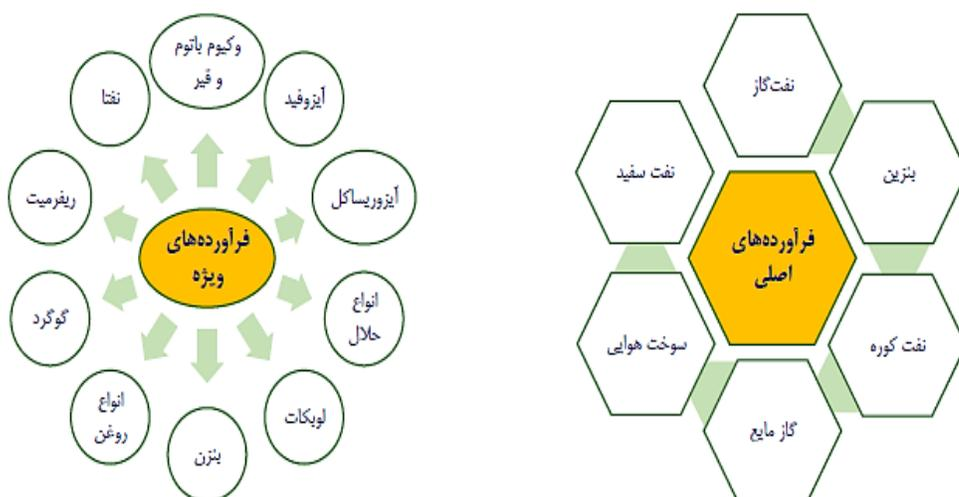 نفت‌گاز
بنزین
نفت کوره
گاز مایع
سوخت هوایی
نفت سفید
فرآورده‌های
اصلی
وکیوم باتوم
و قیر
آیزوفید
آیزوریساکل
انواع
حلال
لوبکات
بنزن
انواع
روغن
گوگرد
ریفرمیت
نفتا
فرآورده‌های
ویژه